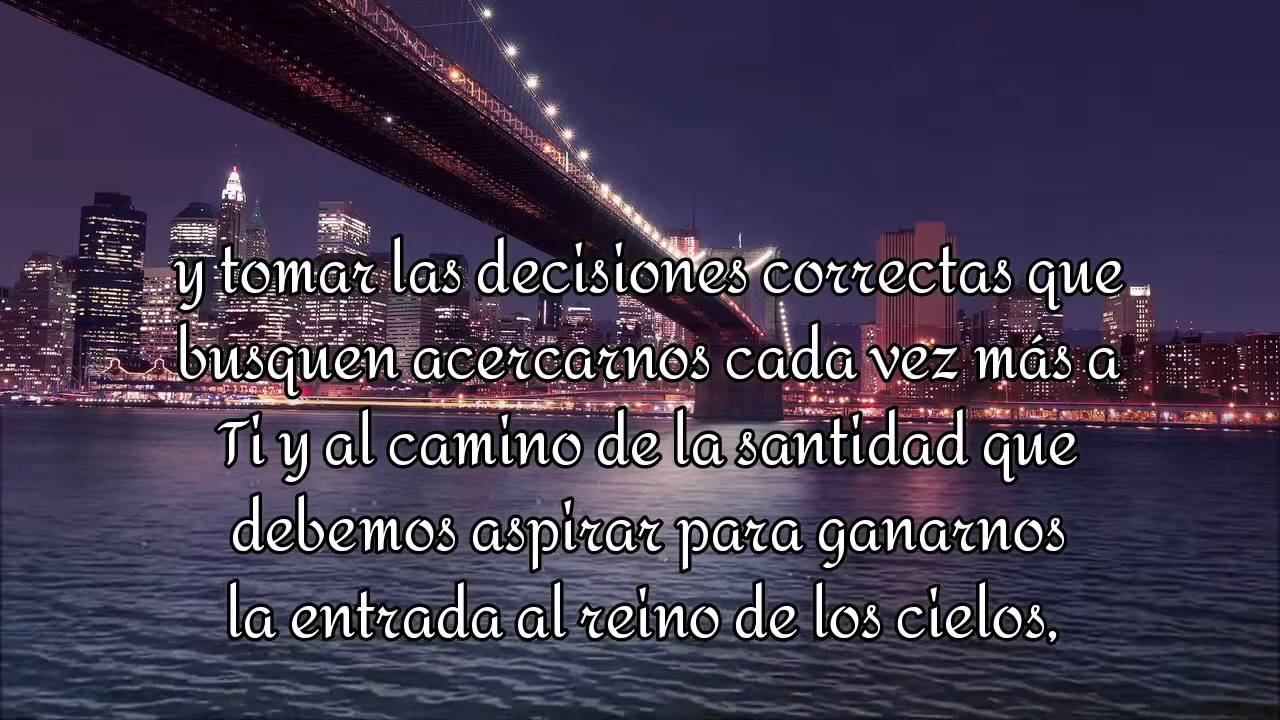 y tomar las decisiones correctas que
busquen acercarnos cada vez más a
Ti y al camino de la santidad que
debemos aspirar para ganarnos
la entrada al reino de los cielos,